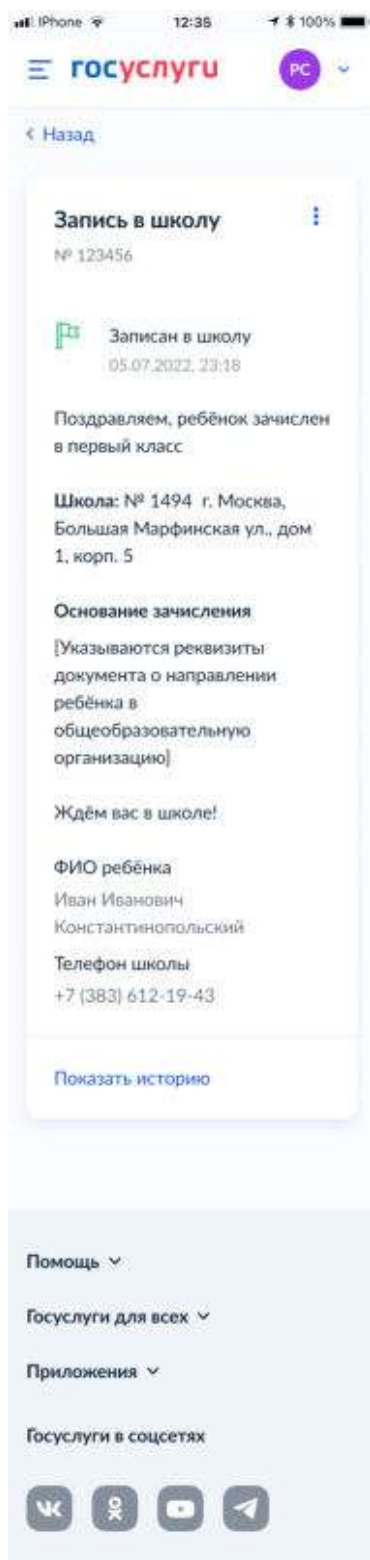 iPhone 12:38 100%
госуслуги РС
Назад
Запись в школу
№ 123456
Записан в школу
05.07.2022, 23:18
Поздравляем, ребёнок зачислен
в первый класс
Школа: № 1494 г. Москва,
Большая Марфинская ул., дом
1, корп. 5
Основание зачисления
[Указываются реквизиты
документа о направлении
ребёнка в
общеобразовательную
организацию]
Ждём вас в школе!
ФИО ребёнка
Иван Иванович
Константинопольский
Телефон школы
+7 (383) 612-19-43
Показать историю
Помощь
Госуслуги для всех
Приложения
Госуслуги в соцсетях